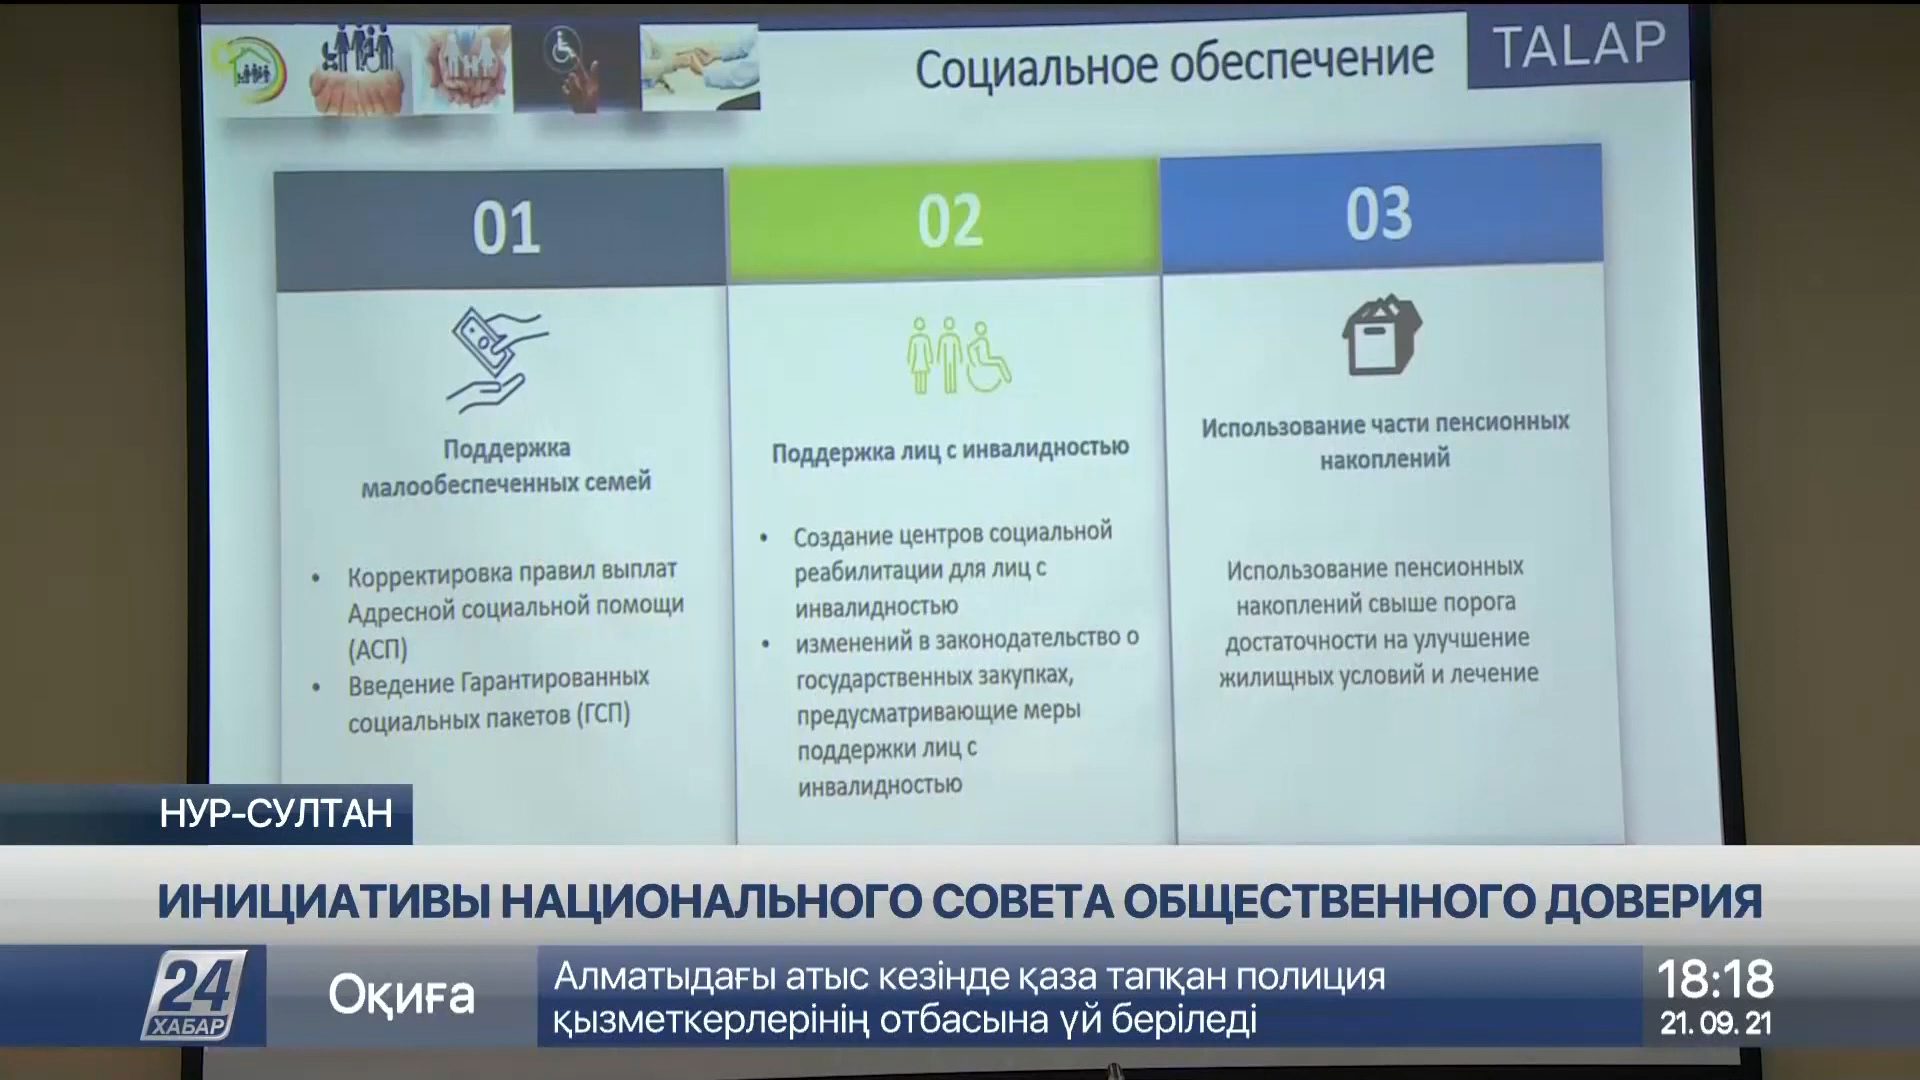 Социальное обеспечение
TALAP
01
Поддержка
малообеспеченных семей
• Корректировка правил выплат
Адресной социальной помощи
(АСП)
• Введение Гарантированных
социальных пакетов (ГСП)
02
Поддержка лиц с инвалидностью
• Создание центров социальной
реабилитации для лиц с
инвалидностью
• изменений в законодательство о
государственных закупках,
предусматривающие меры
поддержки лиц с
инвалидностью
03
Использование части пенсионных
накоплений
Использование пенсионных
накоплений свыше порога
достаточности на улучшение
жилищных условий и лечение
НУР-СУЛТАН
ИНИЦИАТИВЫ НАЦИОНАЛЬНОГО СОВЕТА ОБЩЕСТВЕННОГО ДОВЕРИЯ
24
ХАБАР
Оқиға
Алматыдағы атыс кезінде қаза тапқан полиция
қызметкерлерінің отбасына үй беріледі
18:18
21. 09. 21